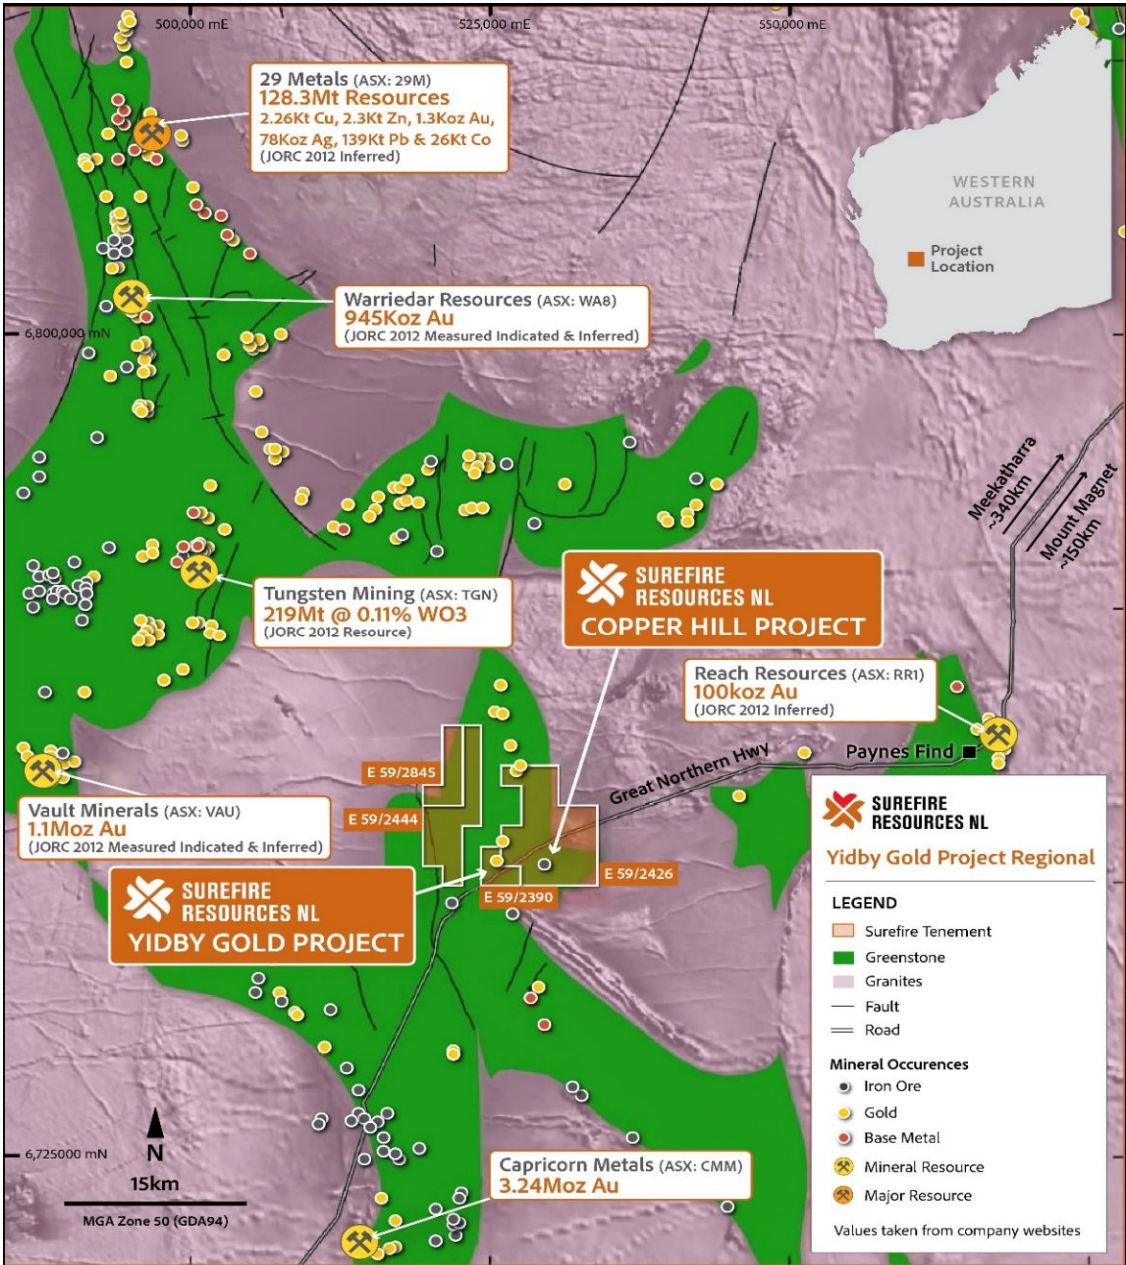 500,000 mE
525,000 mE
550,000 mE
29 Metals (ASX: 29M)
128.3Mt Resources
2.26Kt Cu, 2.3Kt Zn, 1.3Koz Au,
78Koz Ag, 139Kt Pb & 26Kt Co
(JORC 2012 Inferred)
WESTERN
AUSTRALIA
Project
Location
Warriedar Resources (ASX: WA8)
945Koz Au
(JORC 2012 Measured Indicated & Inferred)
6,800,000 mN
Meekatharra
~340km
Mount Magnet
~150km
Tungsten Mining (ASX: TGN)
219Mt @ 0.11% WO3
(JORC 2012 Resource)
SUREFIRE
RESOURCES NL
COPPER HILL PROJECT
Reach Resources (ASX: RR1)
100koz Au
(JORC 2012 Inferred)
Paynes Find
Great Northern Hwy
E 59/2845
E 59/2444
E 59/2426
E 59/2390
Vault Minerals (ASX: VAU)
1.1Moz Au
(JORC 2012 Measured Indicated & Inferred)
SUREFIRE
RESOURCES NL
YIDBY GOLD PROJECT
SUREFIRE
RESOURCES NL
Yidby Gold Project Regional
LEGEND
Surefire Tenement
Greenstone
Granites
Fault
Road
Mineral Occurences
Iron Ore
Gold
Base Metal
Mineral Resource
Major Resource
Values taken from company websites
6,725000 mN
N
15km
MGA Zone 50 (GDA94)
Capricorn Metals (ASX: CMM)
3.24Moz Au